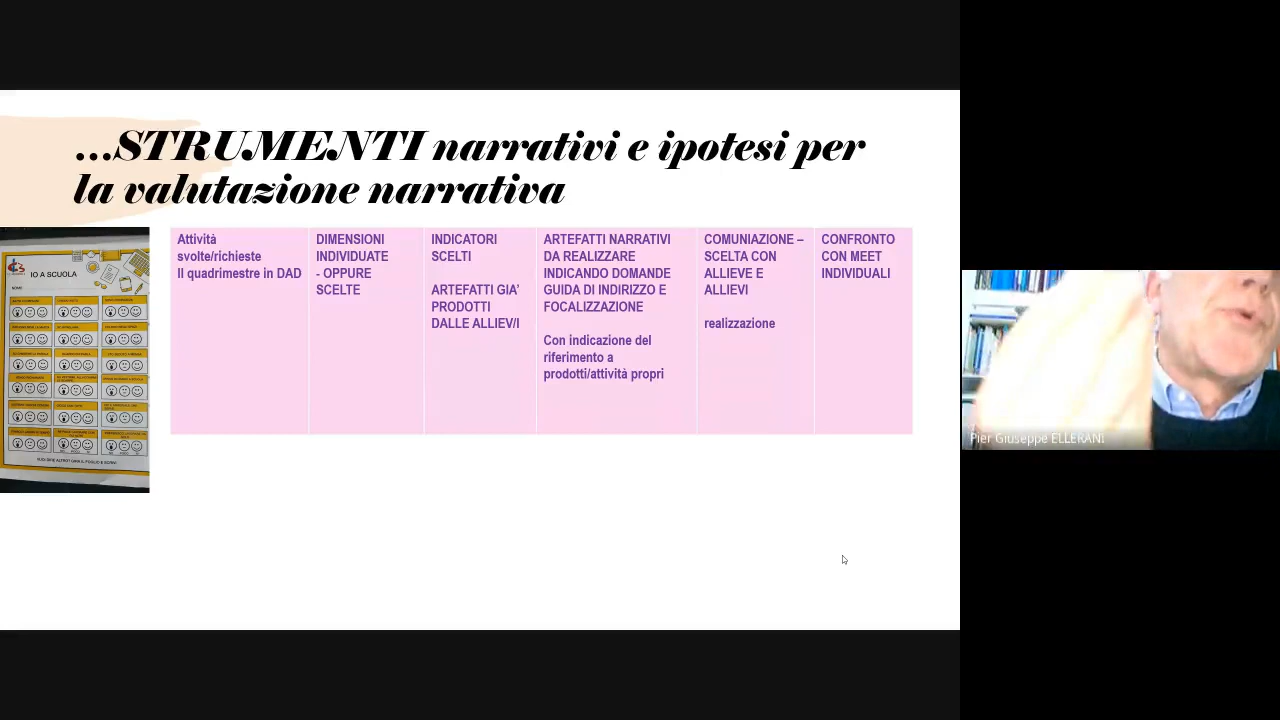 ...STRUMENTI narrativi e ipotesi per
la valutazione narrativa
IO A SCUOLA
Attività
svolte/richieste
II quadrimestre in DAD
DIMENSIONI
INDIVIDUATE
- OPPURE
SCELTE
INDICATORI
SCELTI
ARTEFATTI GIA'
PRODOTTI
DALLE ALLIEV/I
ARTEFATTI NARRATIVI
DA REALIZZARE
INDICANDO DOMANDE
GUIDA DI INDIRIZZO E
FOCALIZZAZIONE
Con indicazione del
riferimento a
prodotti/attività propri
COMUNIAZIONE –
SCELTA CON
ALLIEVE E
ALLIEVI
realizzazione
CONFRONTO
CON MEET
INDIVIDUALI
Pier Giuseppe ELLERANI